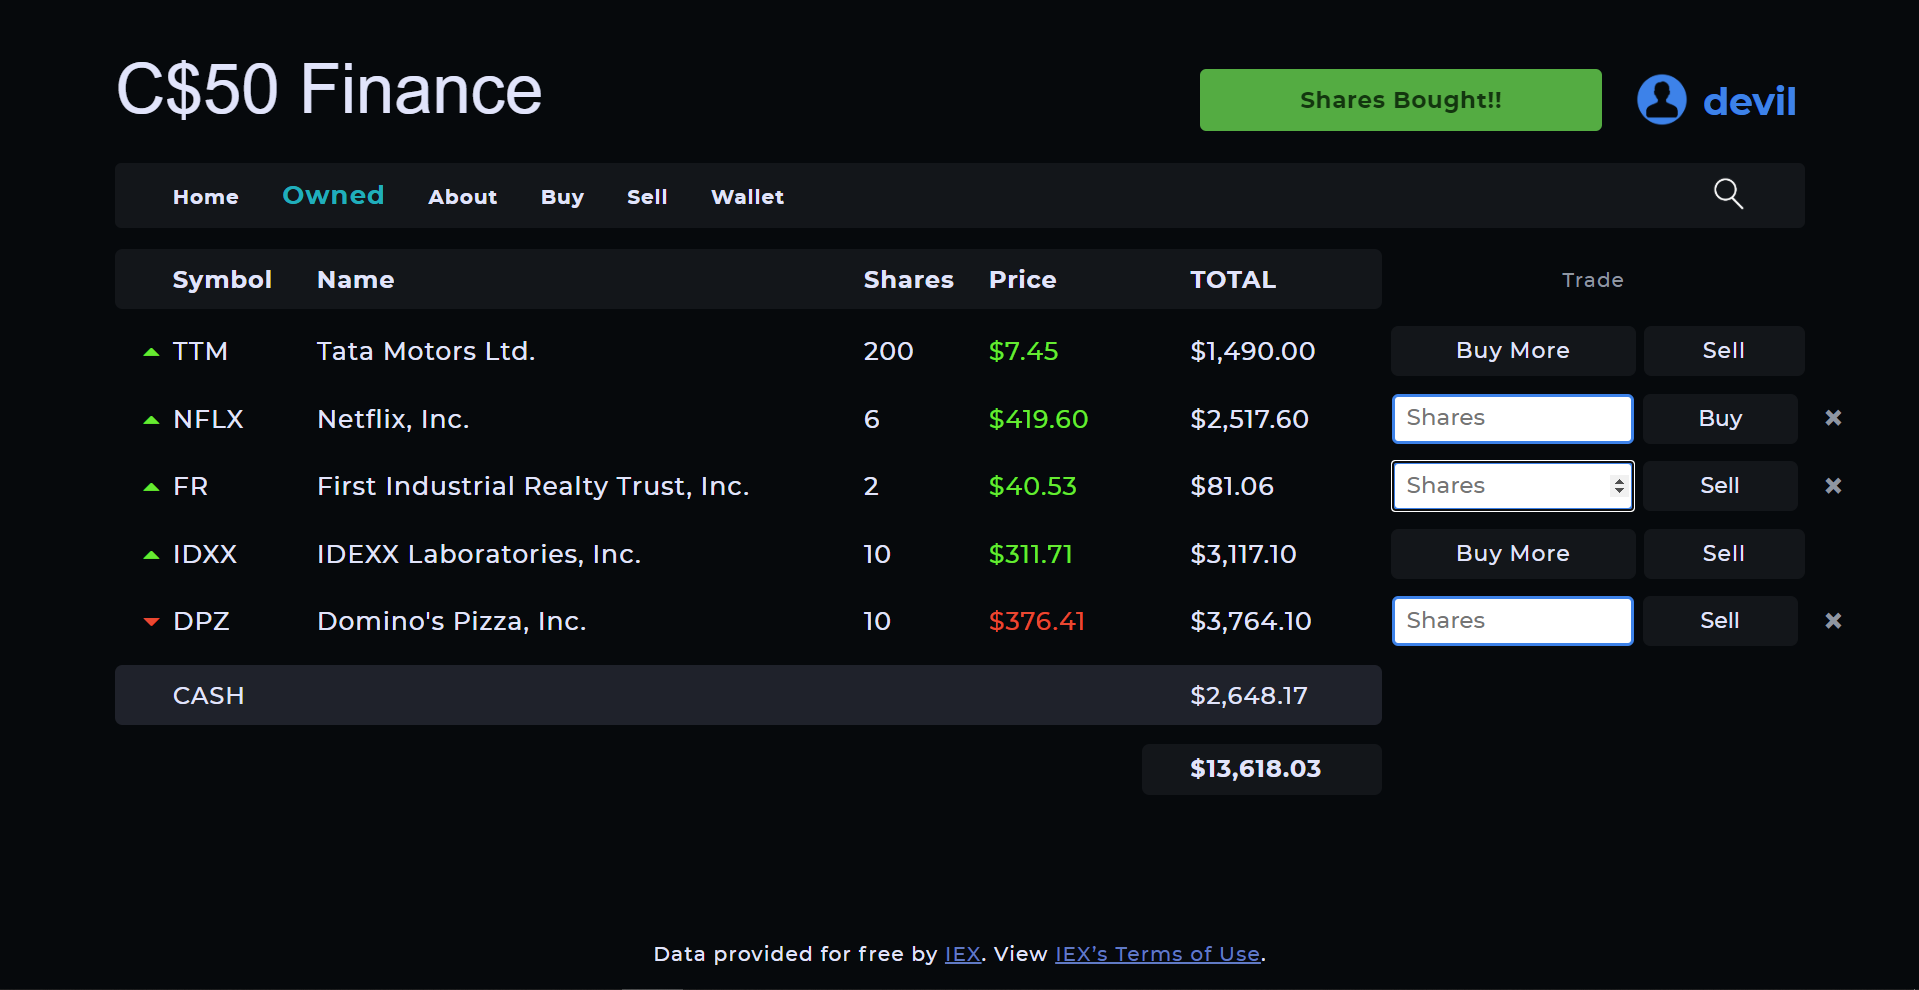 C$50 Finance
Shares Bought!!
devil
Home Owned About Buy Sell Wallet
Symbol Name Shares Price TOTAL Trade
TTM Tata Motors Ltd. 200 $7.45 $1,490.00 Buy More Sell
NFLX Netflix, Inc. 6 $419.60 $2,517.60 Shares Buy ×
FR First Industrial Realty Trust, Inc. 2 $40.53 $81.06 Shares Sell ×
IDXX IDEXX Laboratories, Inc. 10 $311.71 $3,117.10 Buy More Sell
DPZ Domino's Pizza, Inc. 10 $376.41 $3,764.10 Shares Sell ×
CASH $2,648.17
$13,618.03
Data provided for free by IEX. View IEX’s Terms of Use.